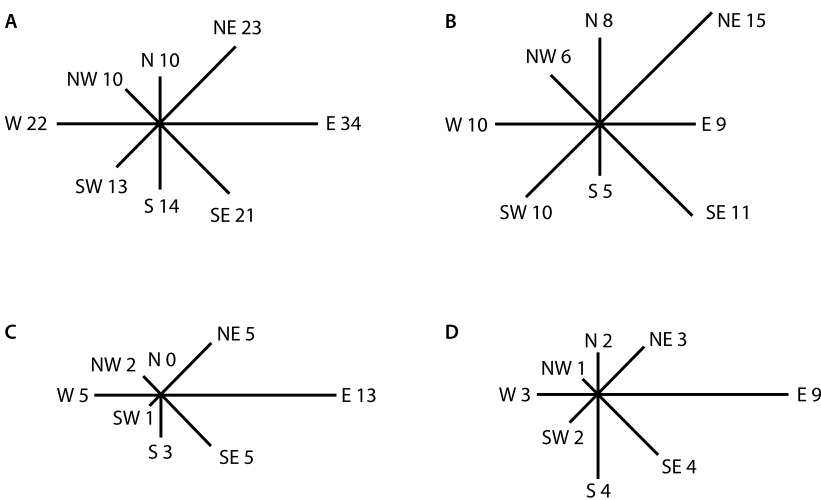 A
NE 23
N 10
NW 10
W 22
E 34
SW 13
S 14
SE 21
B
N 8
NE 15
NW 6
W 10
E 9
S 5
SW 10
SE 11
C
NE 5
N 0
NW 2
W 5
E 13
SW 1
S 3
SE 5
D
N 2
NE 3
NW 1
W 3
E 9
SW 2
SE 4
S 4